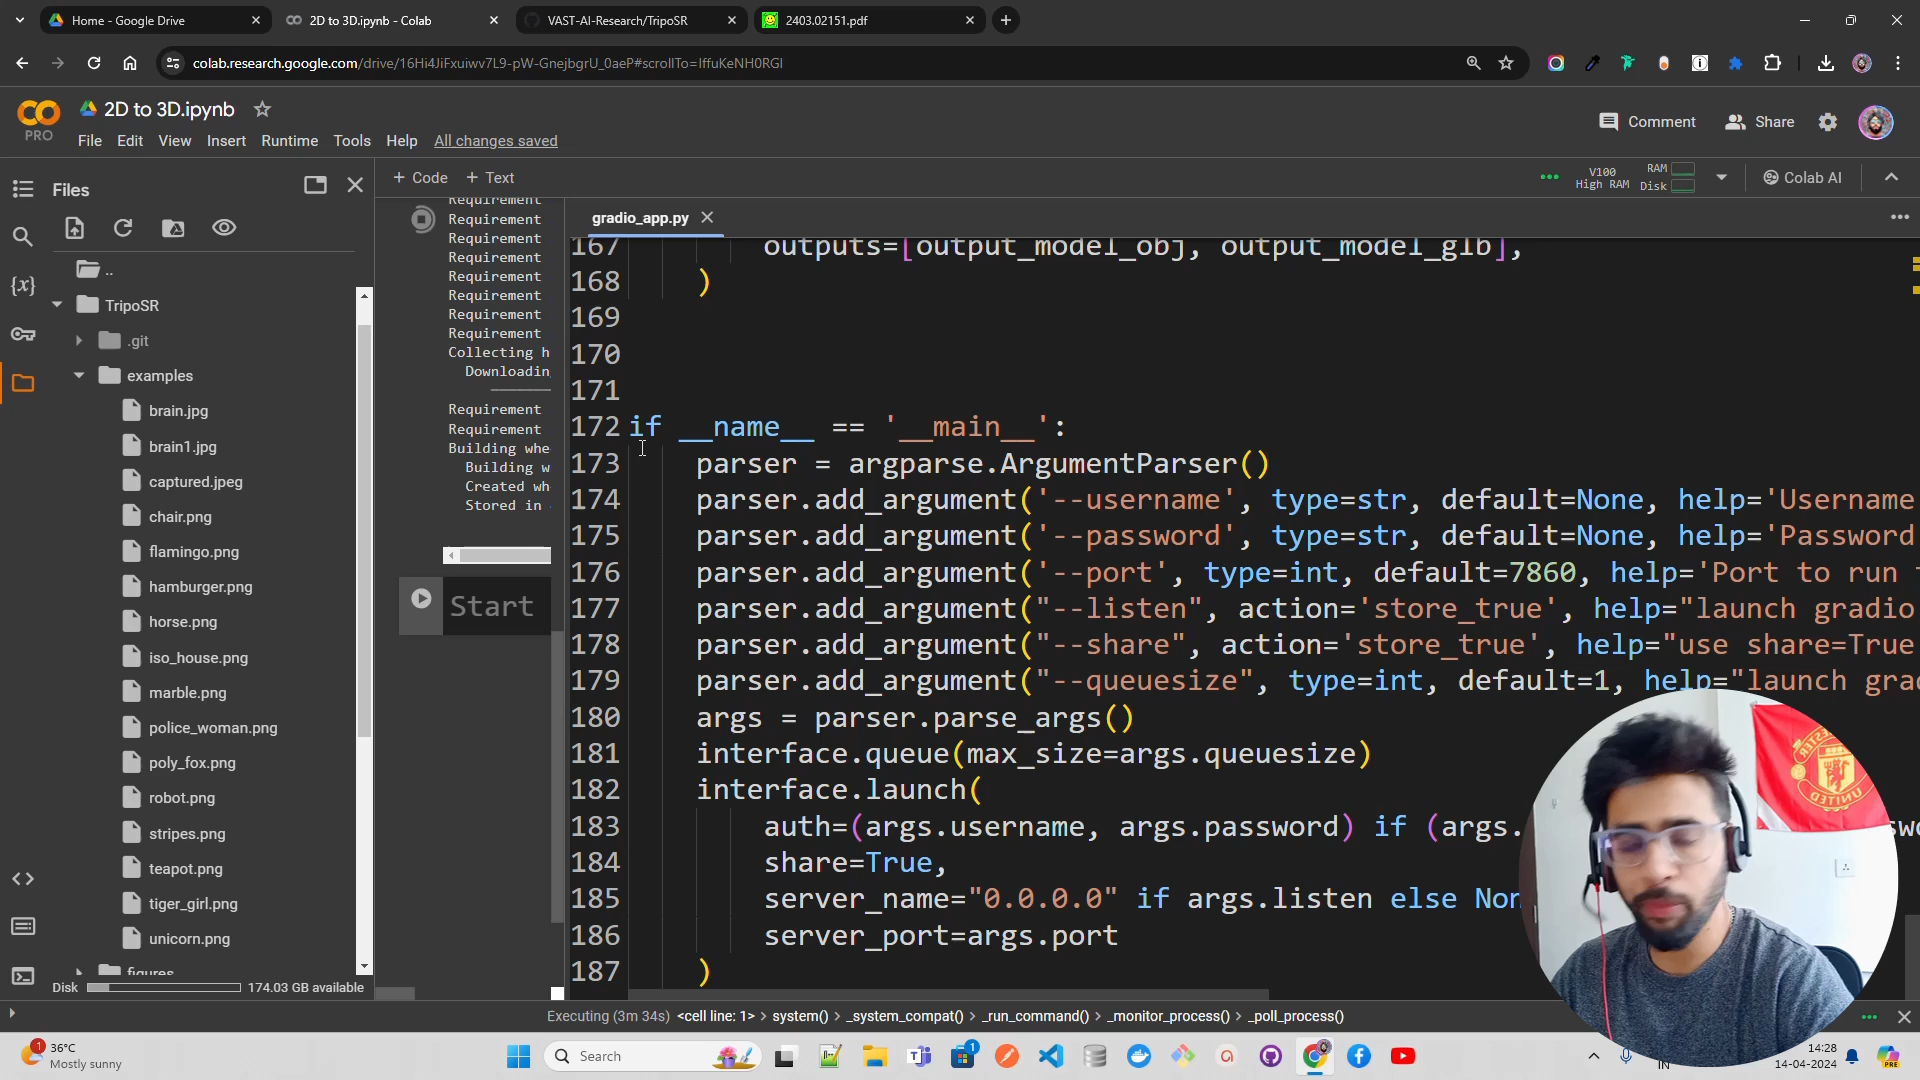 Home - Google Drive
2D to 3D.ipynb - Colab
VAST-AI-Research/TripoSR
2403.02151.pdf
colab.research.google.com/drive/16Hi4JiFxuiwv7L9-pW-GnejbgrU_0aeP#scrollTo=IffuKeNH0RGl
PRO
2D to 3D.ipynb
File Edit View Insert Runtime Tools Help All changes saved
Comment
Share
Files
+ Code + Text
V100
High RAM
RAM
Disk
Colab AI
gradio_app.py
..
TripoSR
.git
examples
brain.jpg
brain1.jpg
captured.jpeg
chair.png
flamingo.png
hamburger.png
horse.png
iso_house.png
marble.png
police_woman.png
poly_fox.png
robot.png
stripes.png
teapot.png
tiger_girl.png
unicorn.png
figures
Disk 174.03 GB available
Requirement
Requirement
Requirement
Requirement
Requirement
Requirement
Requirement
Requirement
Collecting h
Downloading
Requirement
Requirement
Building whe
Building w
Created wh
Stored in
Start
167 outputs=[output_model_obj, output_model_glb],
168 )
169
170
171
172 if __name__ == '__main__':
173 parser = argparse.ArgumentParser()
174 parser.add_argument('--username', type=str, default=None, help='Username
175 parser.add_argument('--password', type=str, default=None, help='Password
176 parser.add_argument('--port', type=int, default=7860, help='Port to run
177 parser.add_argument("--listen", action='store_true', help="launch gradio
178 parser.add_argument("--share", action='store_true', help="use share=True
179 parser.add_argument("--queuesize", type=int, default=1, help="launch gra
180 args = parser.parse_args()
181 interface.queue(max_size=args.queuesize)
182 interface.launch(
183 auth=(args.username, args.password) if (args.
184 share=True,
185 server_name="0.0.0.0" if args.listen else Non
186 server_port=args.port
187 )
UNITED
Executing (3m 34s) <cell line: 1> > system() > _system_compat() > _run_command() > _monitor_process() > _poll_process()
1
36°C
Mostly sunny
Search
1
IN
14:28
14-04-2024
PRE